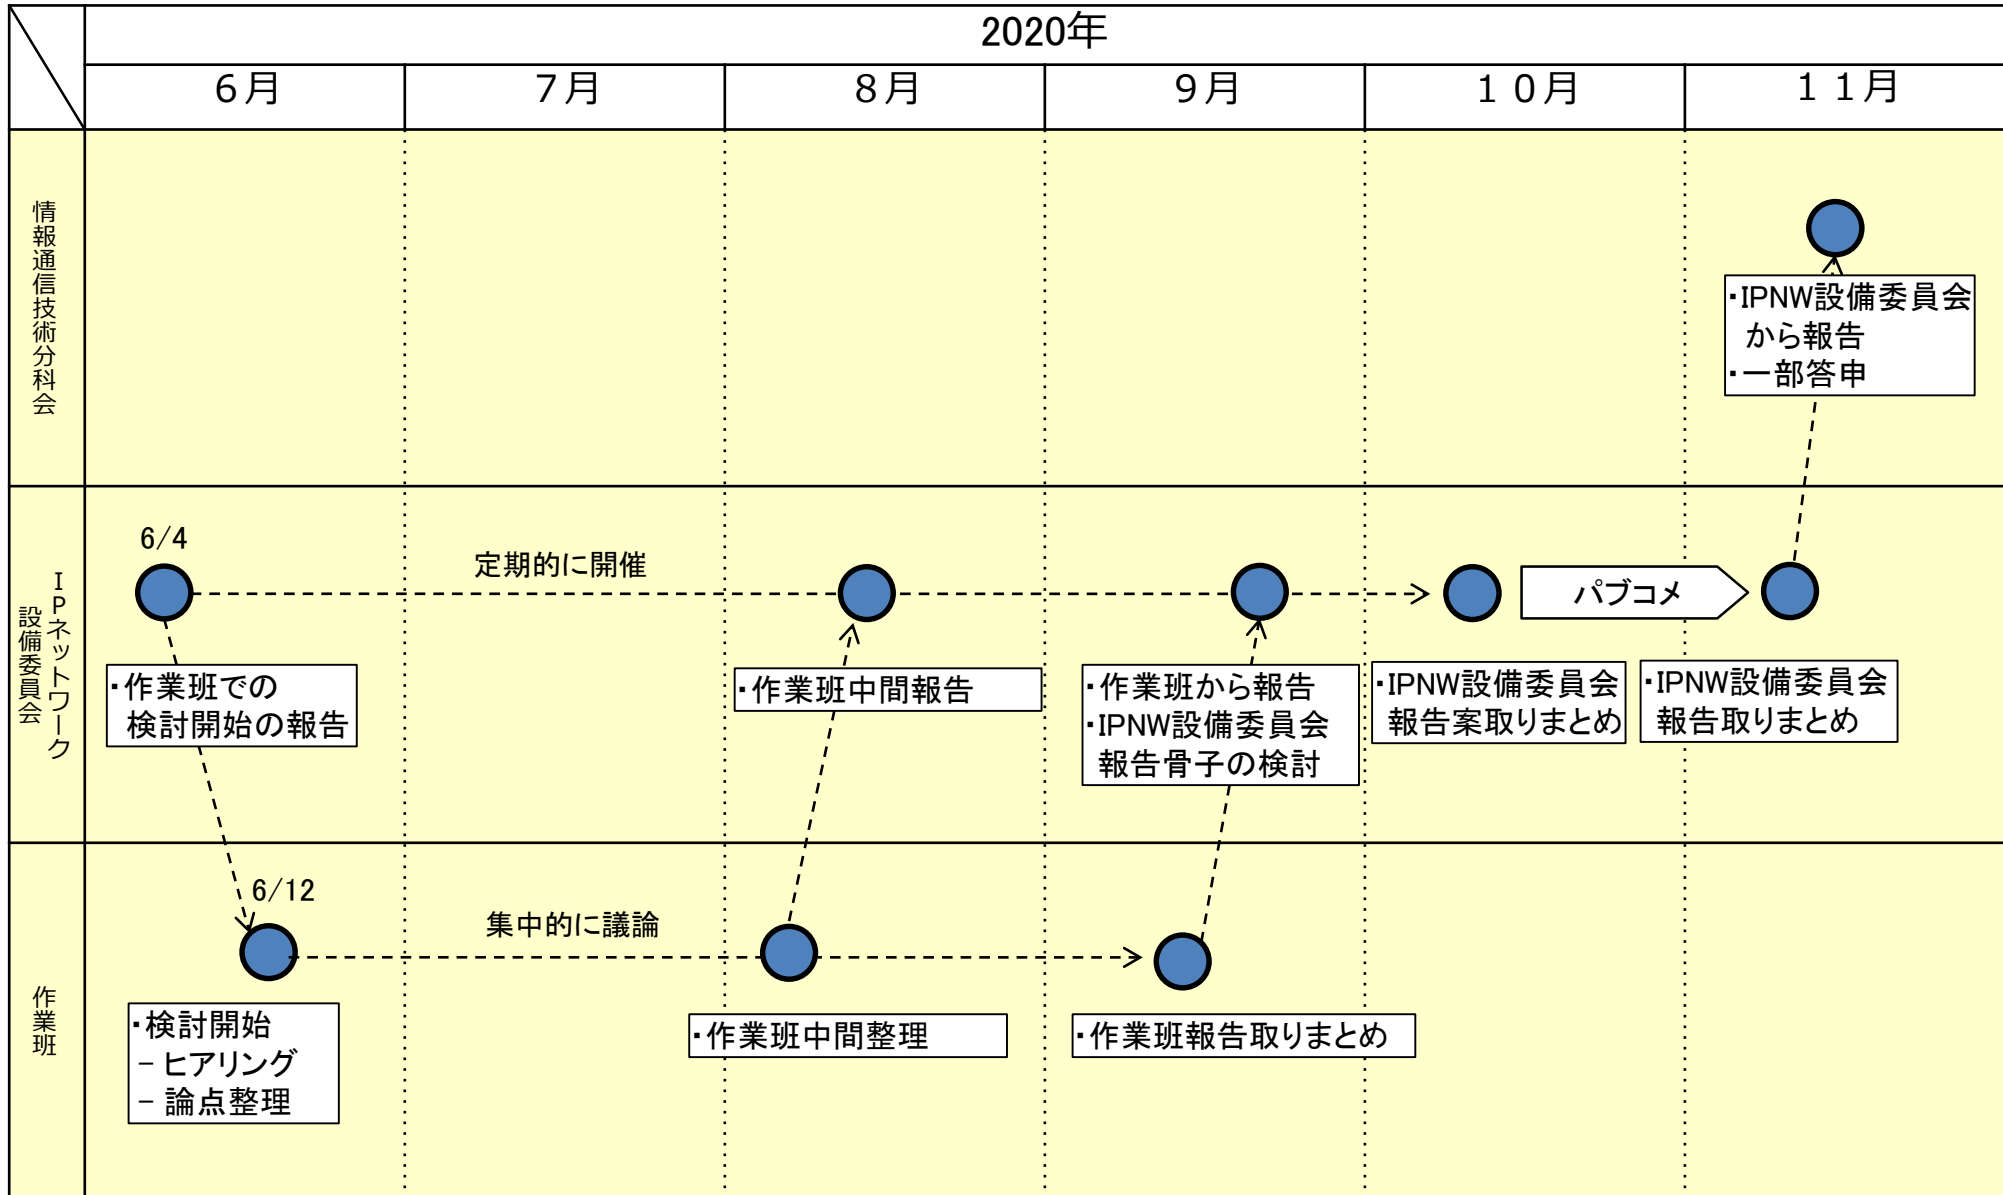 2020年
６月
７月
８月
９月
１０月
１１月
情報通信技術分科会
・IPNW設備委員会
から報告
・一部答申
IPネットワーク
設備委員会
6/4
定期的に開催
パブコメ
・作業班での
検討開始の報告
・作業班中間報告
・作業班から報告
・IPNW設備委員会
報告骨子の検討
・IPNW設備委員会
報告案取りまとめ
・IPNW設備委員会
報告取りまとめ
作業班
6/12
集中的に議論
・検討開始
－ ヒアリング
－ 論点整理
・作業班中間整理
・作業班報告取りまとめ